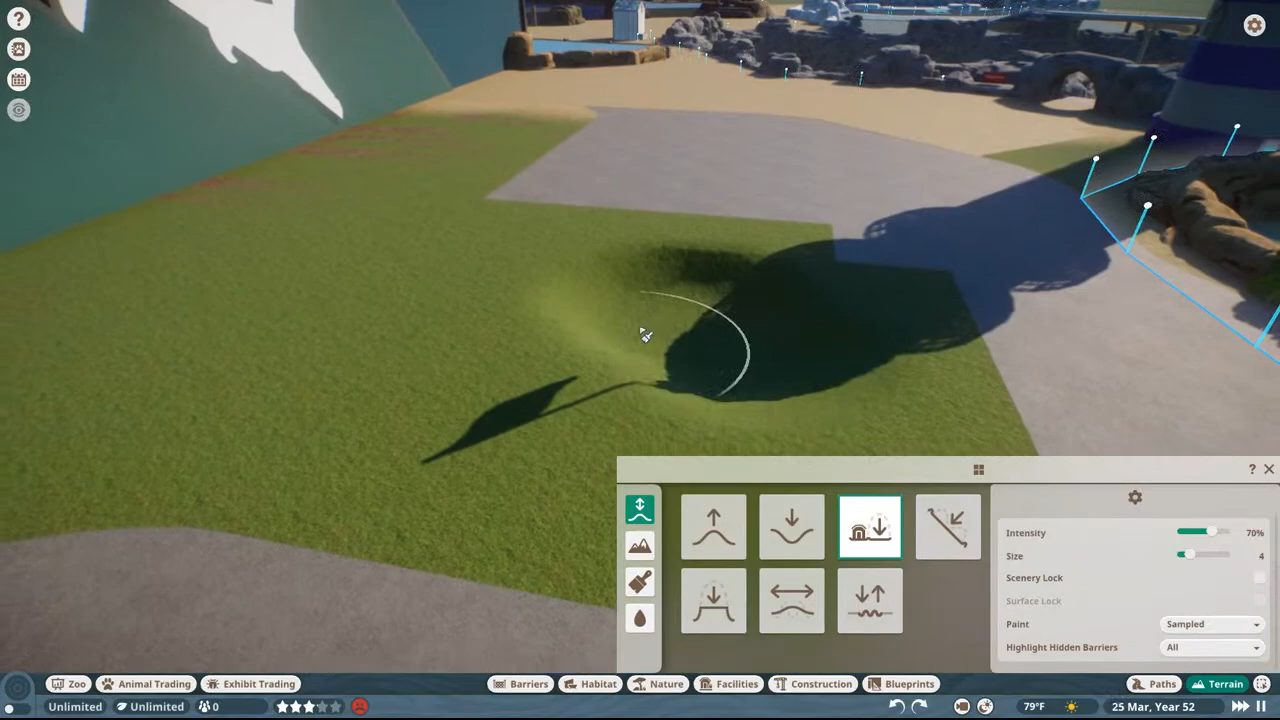 ?
? ×
Intensity 70%
Size 4
Scenery Lock
Surface Lock
Paint Sampled
Highlight Hidden Barriers All
Zoo Animal Trading Exhibit Trading Barriers Habitat Nature Facilities Construction Blueprints Paths Terrain
Unlimited Unlimited 0 79°F 25 Mar, Year 52